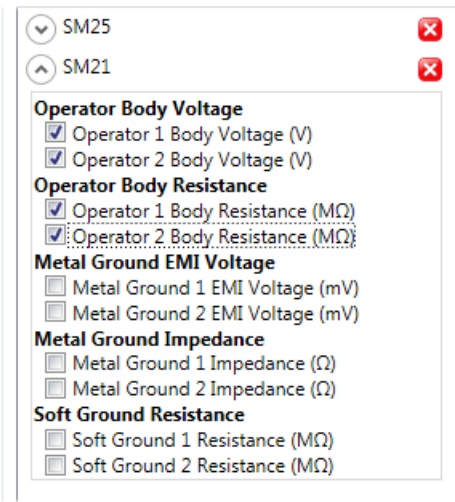 SM25
SM21
Operator Body Voltage
Operator 1 Body Voltage (V)
Operator 2 Body Voltage (V)
Operator Body Resistance
Operator 1 Body Resistance (MΩ)
Operator 2 Body Resistance (MΩ)
Metal Ground EMI Voltage
Metal Ground 1 EMI Voltage (mV)
Metal Ground 2 EMI Voltage (mV)
Metal Ground Impedance
Metal Ground 1 Impedance (Ω)
Metal Ground 2 Impedance (Ω)
Soft Ground Resistance
Soft Ground 1 Resistance (MΩ)
Soft Ground 2 Resistance (MΩ)